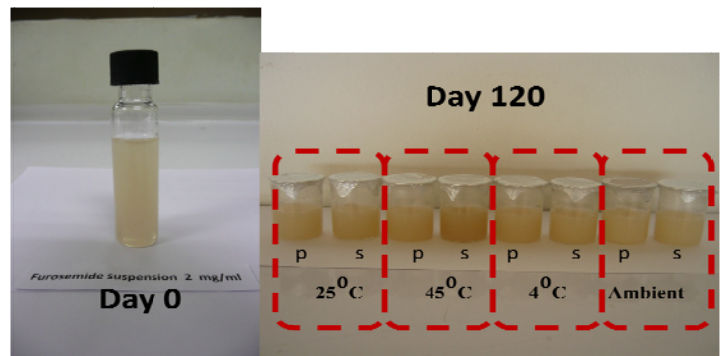 Furosemide suspension 2 mg/ml
Day 0
Day 120
p s p s p s p s
25⁰C 45⁰C 4⁰C Ambient